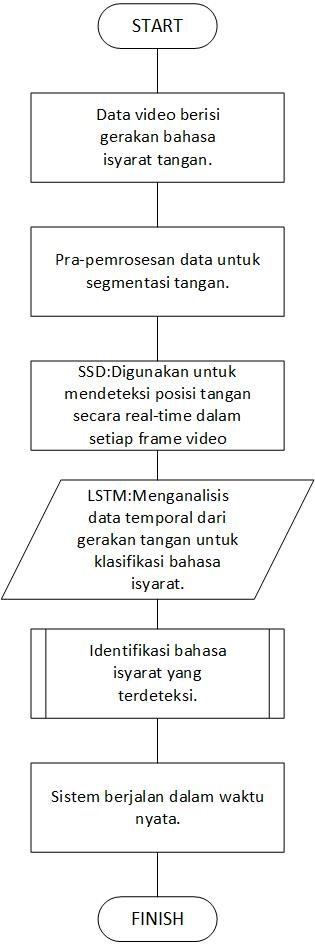 START
Data video berisi
gerakan bahasa
isyarat tangan.
Pra-pemrosesan data untuk
segmentasi tangan.
SSD:Digunakan untuk
mendeteksi posisi tangan
secara real-time dalam
setiap frame video
LSTM:Menganalisis
data temporal dari
gerakan tangan untuk
klasifikasi bahasa
isyarat.
Identifikasi bahasa
isyarat yang
terdeteksi.
Sistem berjalan dalam waktu
nyata.
FINISH